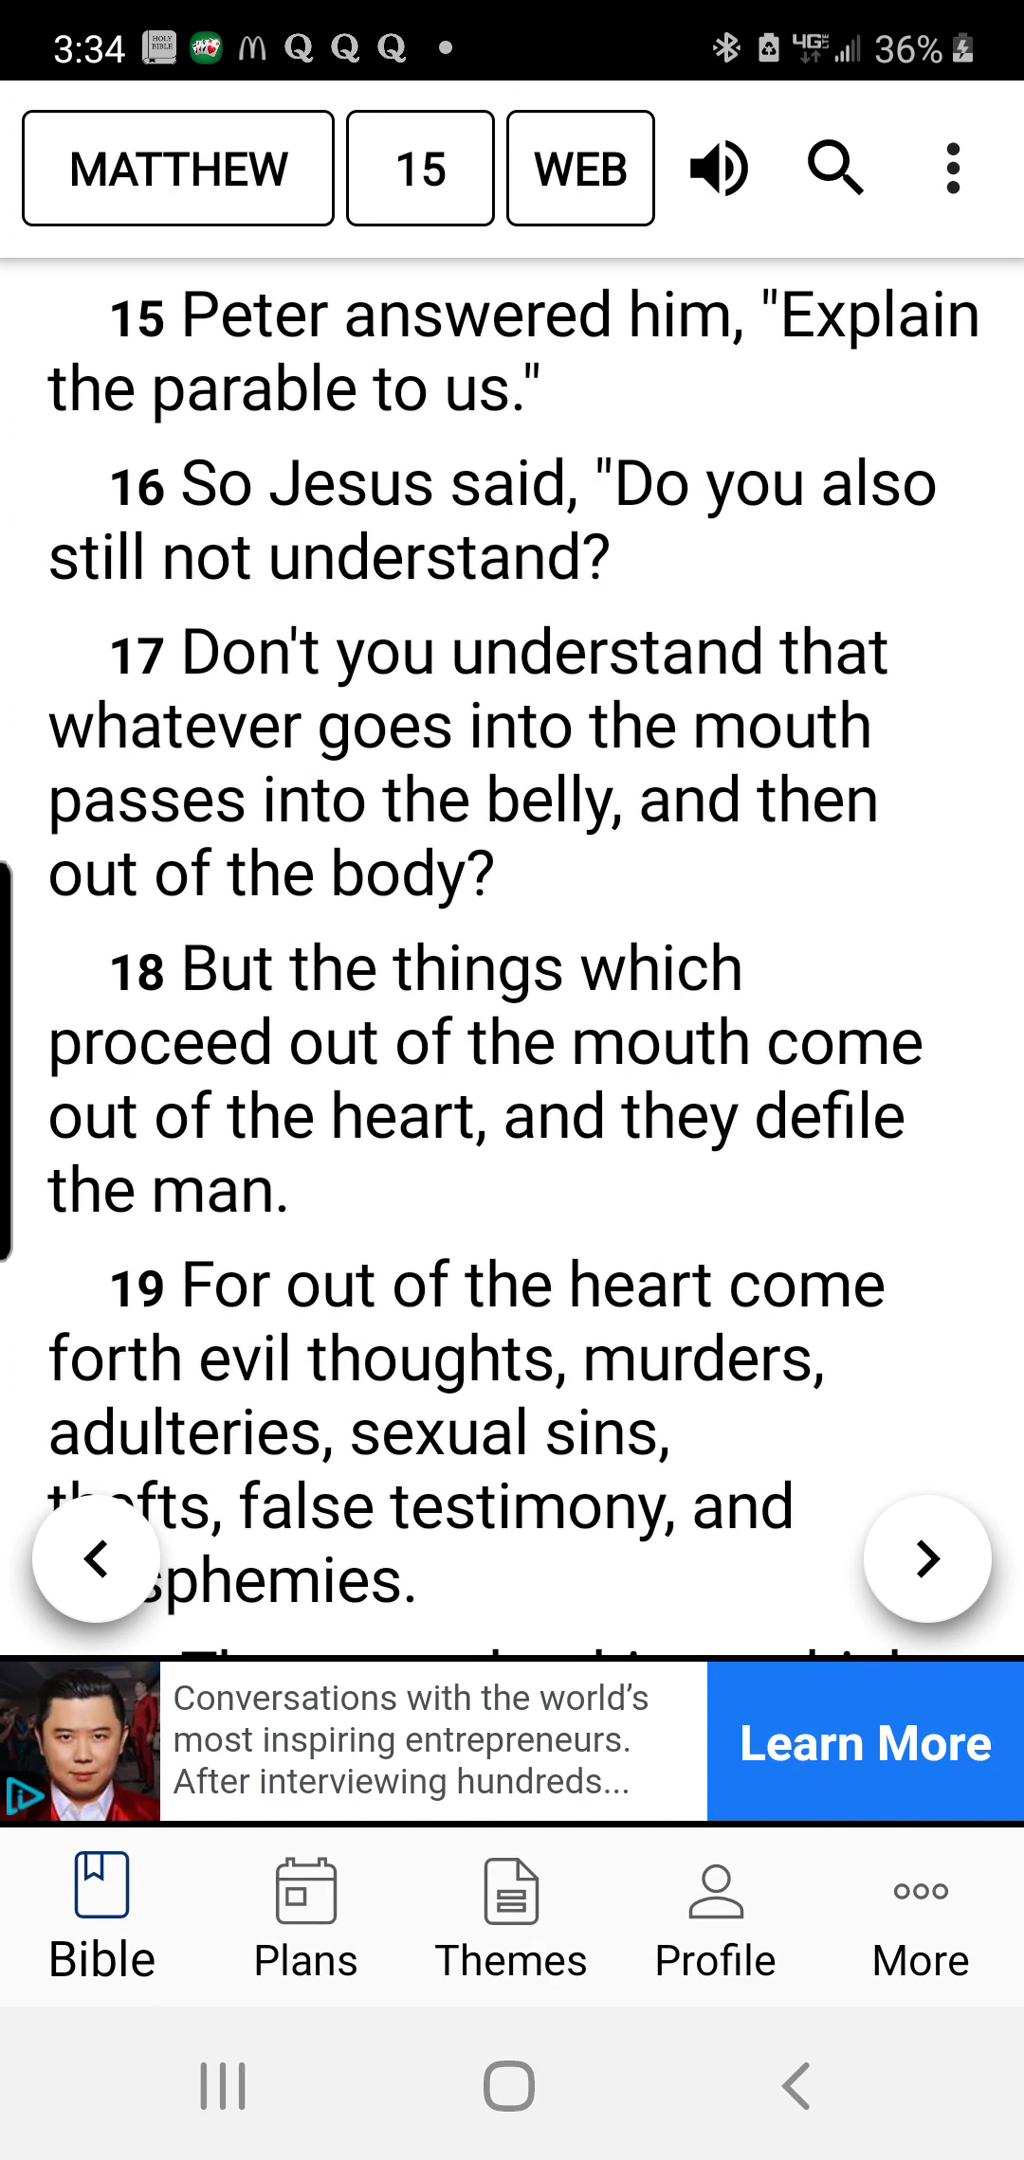 3:34 HOLY BIBLE Q Q Q 4GE 36%
MATTHEW 15 WEB
15 Peter answered him, "Explain
the parable to us."
16 So Jesus said, "Do you also
still not understand?
17 Don't you understand that
whatever goes into the mouth
passes into the belly, and then
out of the body?
18 But the things which
proceed out of the mouth come
out of the heart, and they defile
the man.
19 For out of the heart come
forth evil thoughts, murders,
adulteries, sexual sins,
thefts, false testimony, and
sphemies.
Conversations with the world’s
most inspiring entrepreneurs.
After interviewing hundreds...
Learn More
Bible Plans Themes Profile More